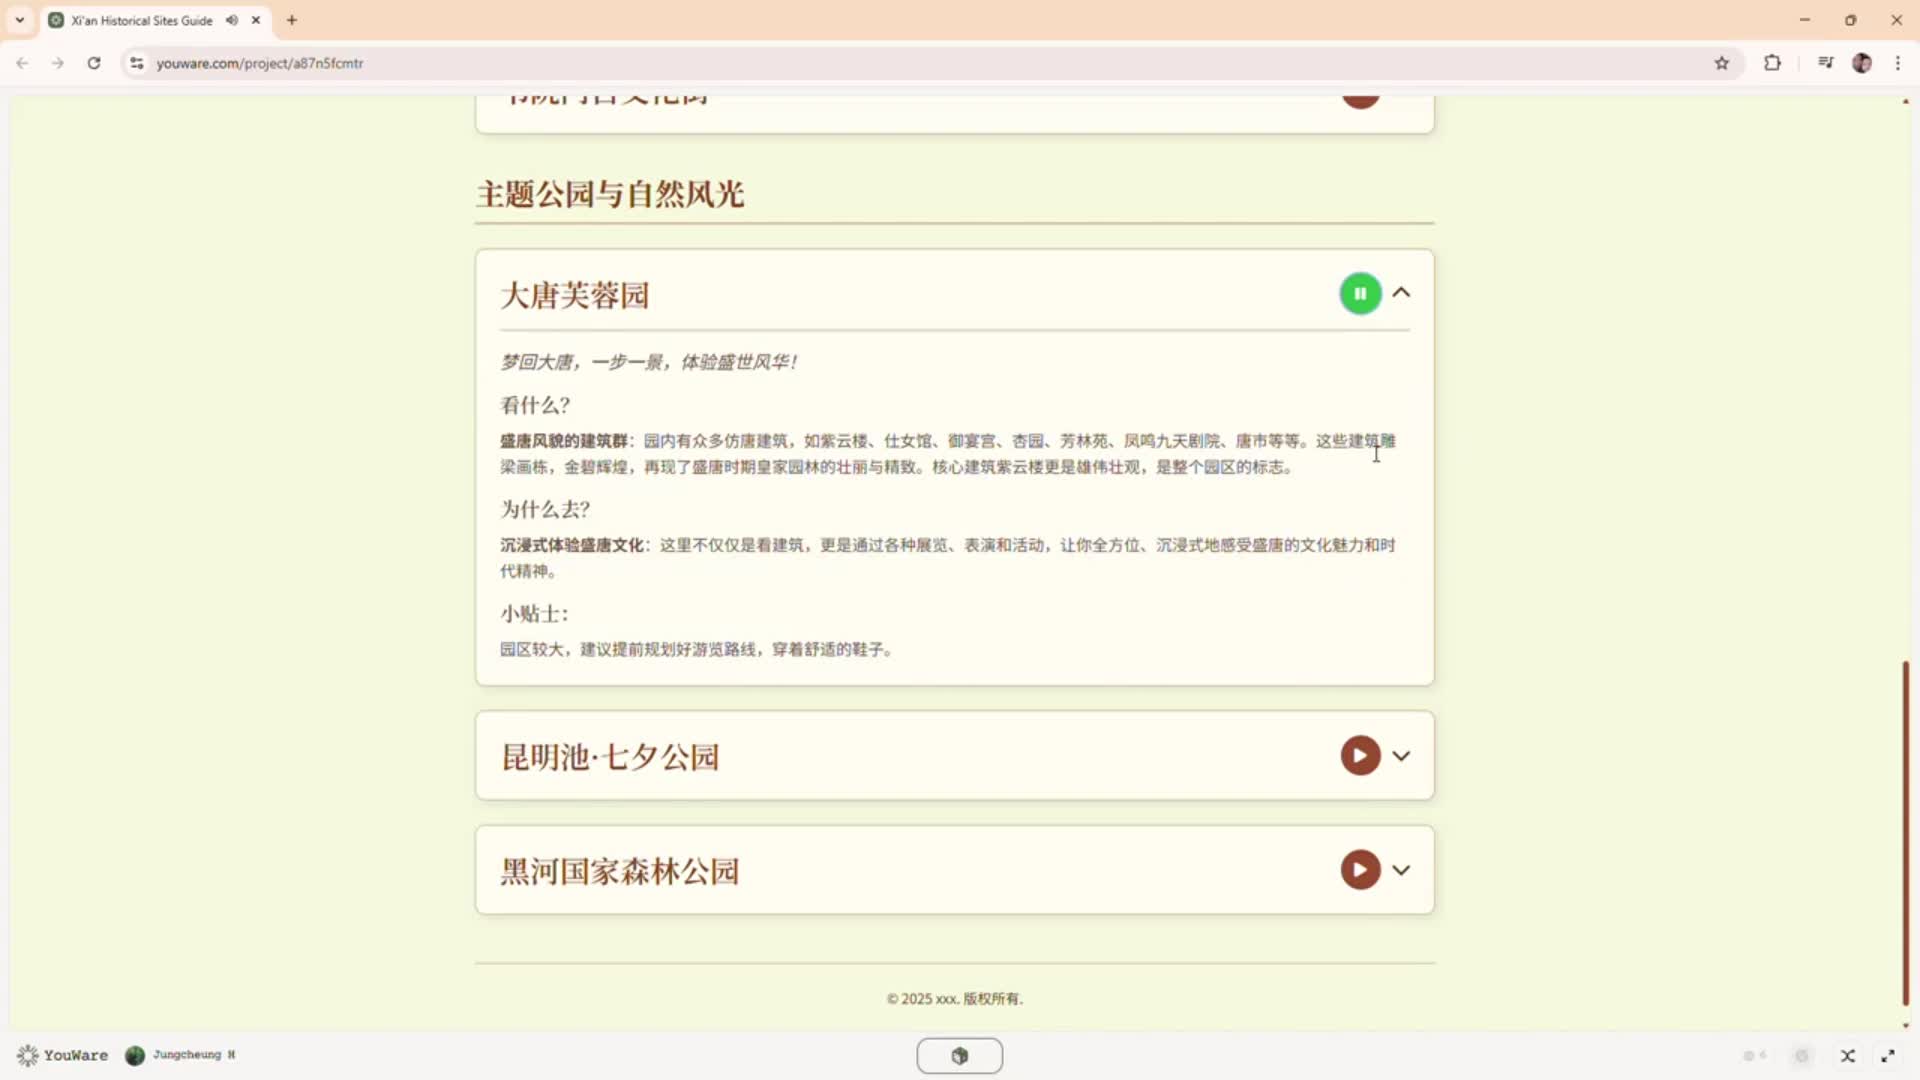 Xi'an Historical Sites Guide
youware.com/project/a87n5fcmtr
书院门古文化街
主题公园与自然风光
大唐芙蓉园
梦回大唐，一步一景，体验盛世风华！
看什么？
盛唐风貌的建筑群：园内有众多仿唐建筑，如紫云楼、仕女馆、御宴宫、杏园、芳林苑、凤鸣九天剧院、唐市等等。这些建筑雕
梁画栋，金碧辉煌，再现了盛唐时期皇家园林的壮丽与精致。核心建筑紫云楼更是雄伟壮观，是整个园区的标志。
为什么去？
沉浸式体验盛唐文化：这里不仅仅是看建筑，更是通过各种展览、表演和活动，让你全方位、沉浸式地感受盛唐的文化魅力和时
代精神。
小贴士：
园区较大，建议提前规划好游览路线，穿着舒适的鞋子。
昆明池·七夕公园
黑河国家森林公园
© 2025 xxx. 版权所有.
YouWare
Jungcheung H